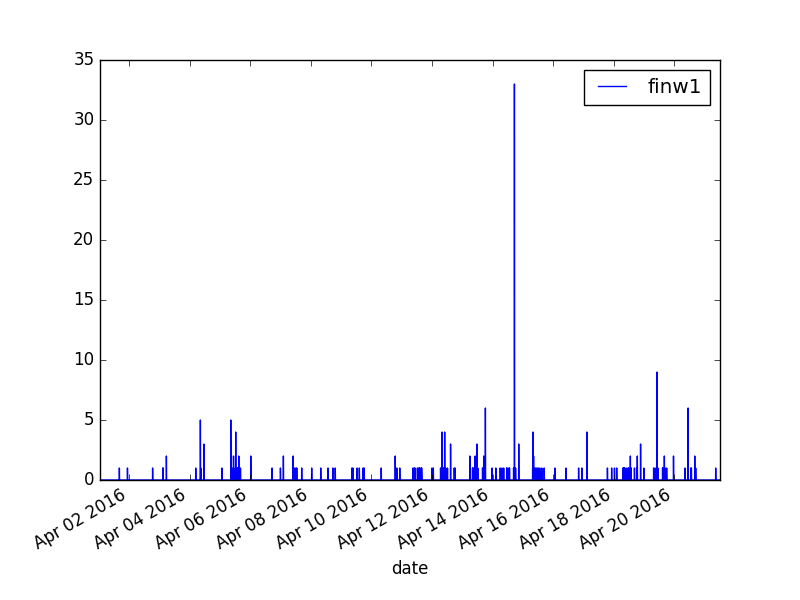 35
30
25
20
15
10
5
0
finw1
Apr 02 2016
Apr 04 2016
Apr 06 2016
Apr 08 2016
Apr 10 2016
Apr 12 2016
Apr 14 2016
Apr 16 2016
Apr 18 2016
Apr 20 2016
date